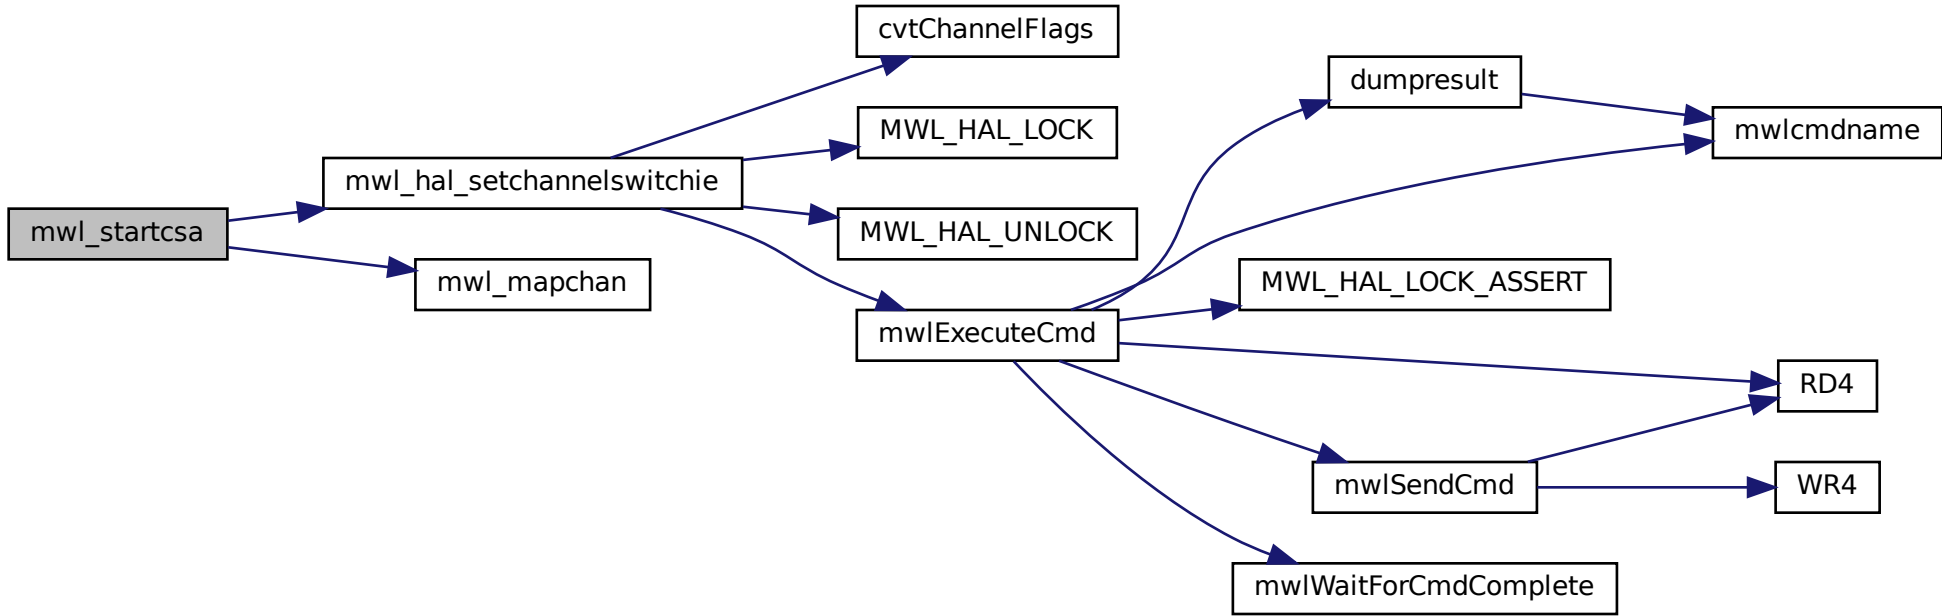 cvtChannelFlags
dumpresult
MWL_HAL_LOCK
mwlcmdname
mwl_hal_setchannelswitchie
mwl_startcsa
MWL_HAL_UNLOCK
mwl_mapchan
MWL_HAL_LOCK_ASSERT
mwlExecuteCmd
RD4
mwlSendCmd
WR4
mwlWaitForCmdComplete